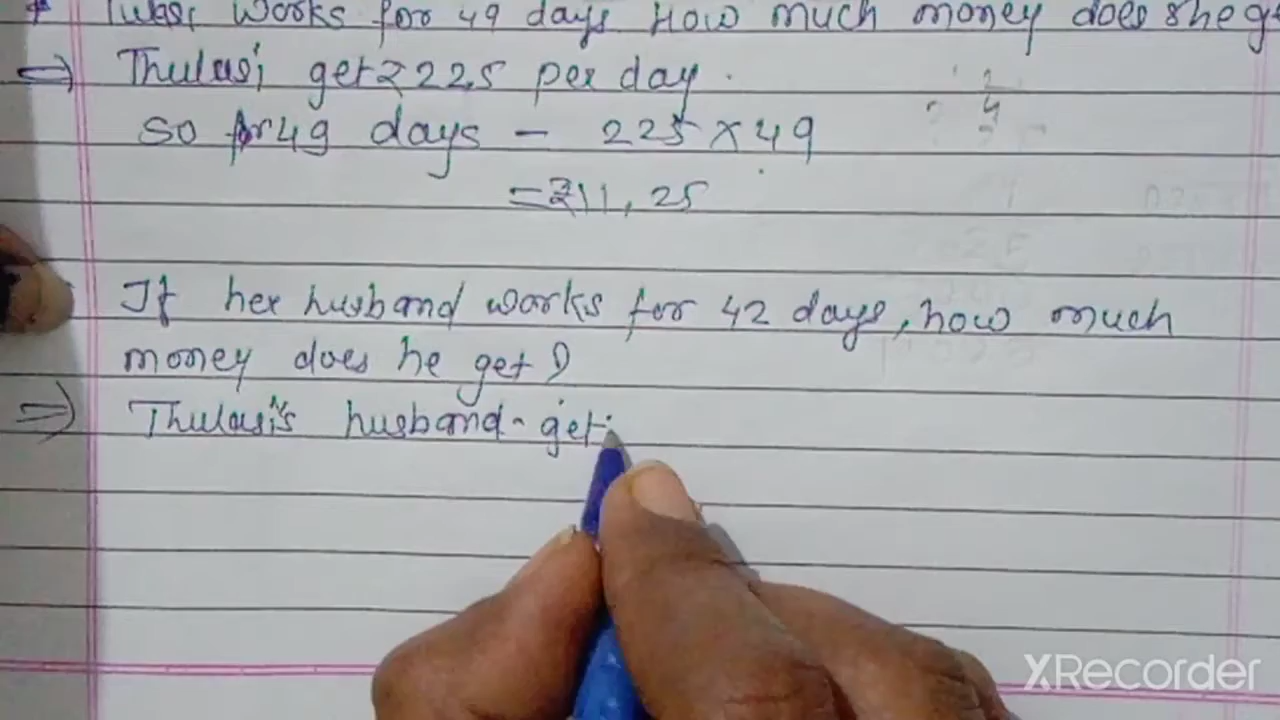 works for 49 days How much money does she g
⇒ Thulasi get ₹225 per day.
so for 49 days - 225 × 49
= ₹11,25
If her husband works for 42 days, how much
money does he get?
⇒ Thulasi's husband - get
XRecorder